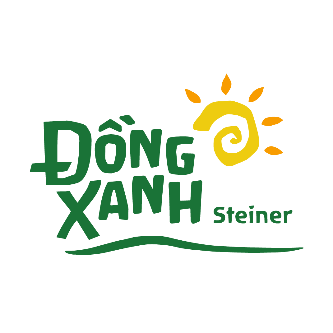 ĐỒNG
XANH
Steiner